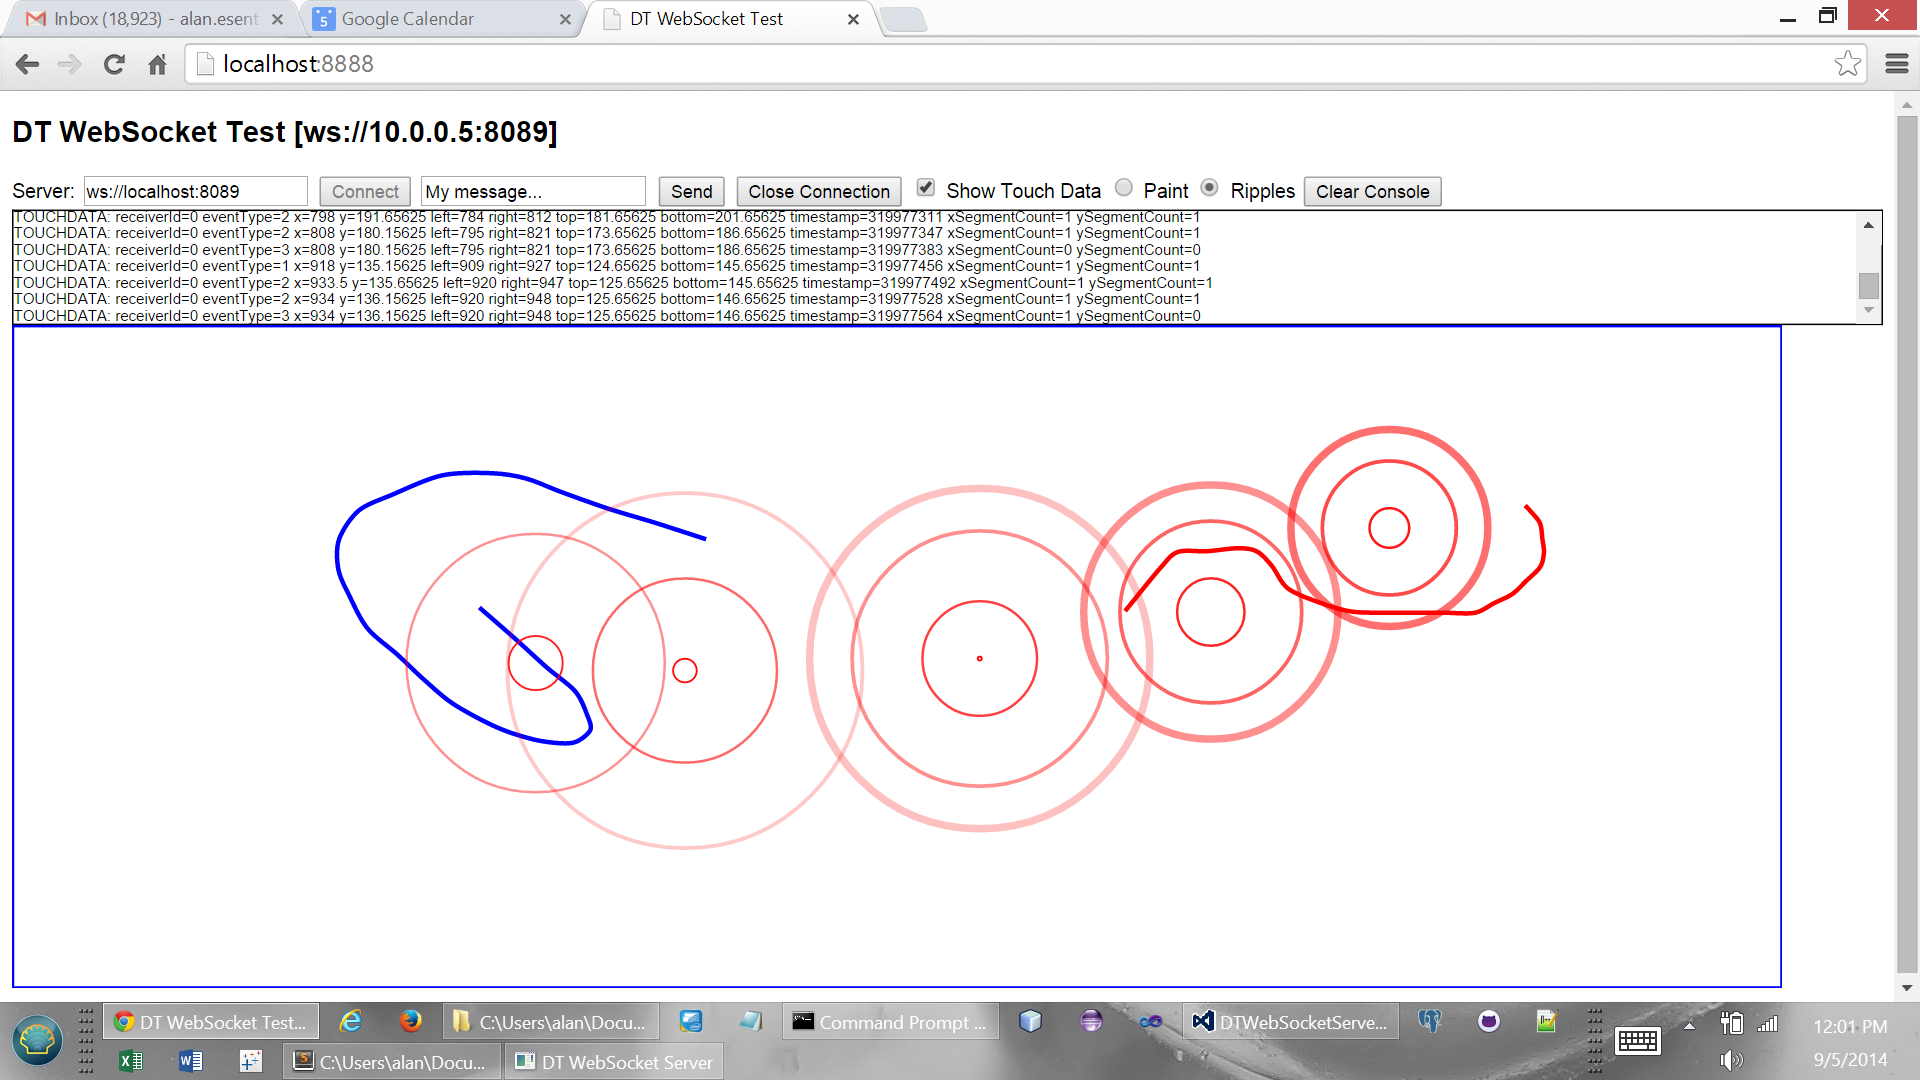 Inbox (18,923) - alan.esent
5 Google Calendar
DT WebSocket Test
localhost:8888
DT WebSocket Test [ws://10.0.0.5:8089]
Server: ws://localhost:8089 Connect My message... Send Close Connection Show Touch Data Paint Ripples Clear Console
TOUCHDATA: receiverId=0 eventType=2 x=798 y=191.65625 left=784 right=812 top=181.65625 bottom=201.65625 timestamp=319977311 xSegmentCount=1 ySegmentCount=1
TOUCHDATA: receiverId=0 eventType=2 x=808 y=180.15625 left=795 right=821 top=173.65625 bottom=186.65625 timestamp=319977347 xSegmentCount=1 ySegmentCount=1
TOUCHDATA: receiverId=0 eventType=3 x=808 y=180.15625 left=795 right=821 top=173.65625 bottom=186.65625 timestamp=319977383 xSegmentCount=0 ySegmentCount=0
TOUCHDATA: receiverId=0 eventType=1 x=918 y=135.15625 left=909 right=927 top=124.65625 bottom=145.65625 timestamp=319977456 xSegmentCount=1 ySegmentCount=1
TOUCHDATA: receiverId=0 eventType=2 x=933.5 y=135.65625 left=920 right=947 top=125.65625 bottom=145.65625 timestamp=319977492 xSegmentCount=1 ySegmentCount=1
TOUCHDATA: receiverId=0 eventType=2 x=934 y=136.15625 left=920 right=948 top=125.65625 bottom=146.65625 timestamp=319977528 xSegmentCount=1 ySegmentCount=1
TOUCHDATA: receiverId=0 eventType=3 x=934 y=136.15625 left=920 right=948 top=125.65625 bottom=146.65625 timestamp=319977564 xSegmentCount=1 ySegmentCount=0
DT WebSocket Test...
C:\Users\alan\Docu...
Command Prompt ...
DTWebSocketServe...
12:01 PM
C:\Users\alan\Docu...
DT WebSocket Server
9/5/2014